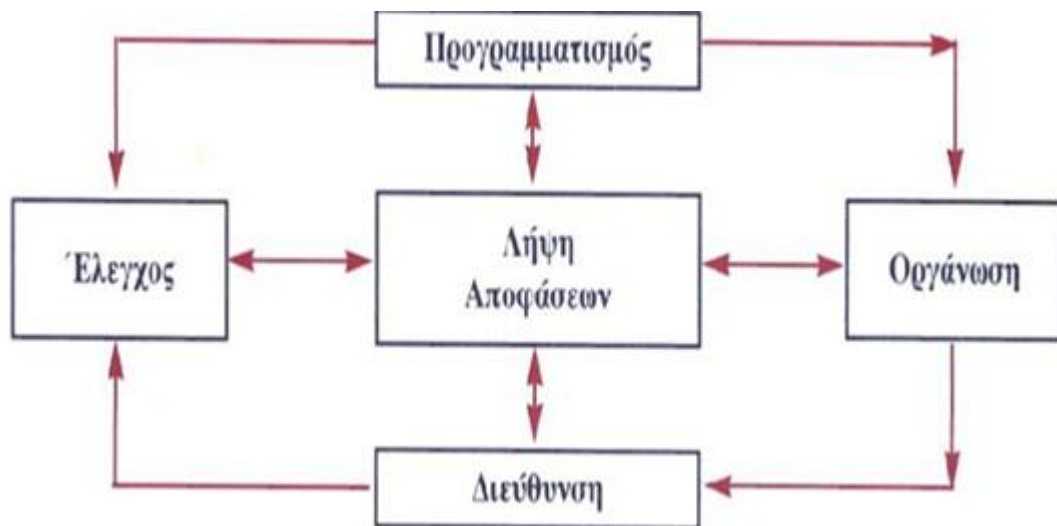 Προγραμματισμός
Έλεγχος
Λήψη
Αποφάσεων
Οργάνωση
Διεύθυνση